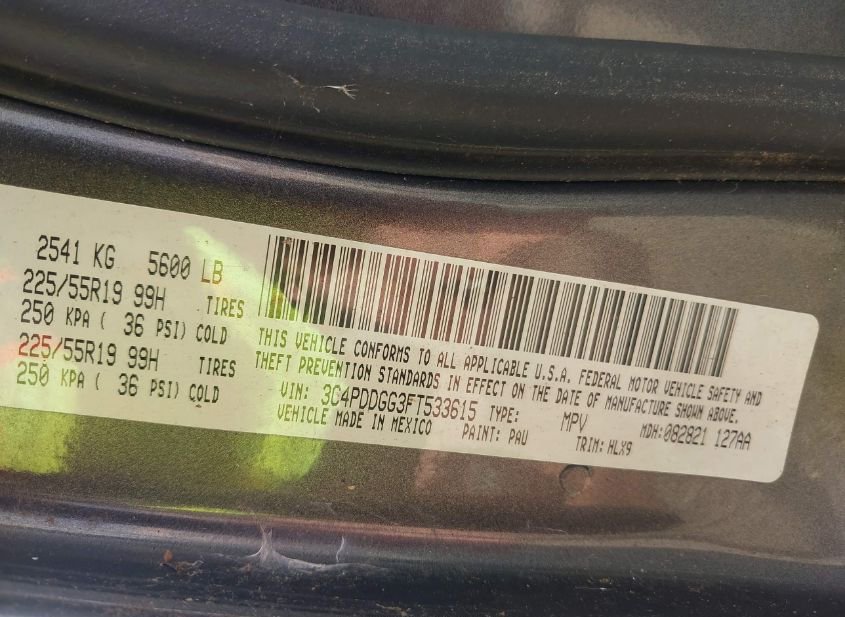 2541 KG 5600 LB
225/55R19 99H TIRES
250 KPA ( 36 PSI) COLD
225/55R19 99H TIRES
250 KPA ( 36 PSI) COLD
THIS VEHICLE CONFORMS TO ALL APPLICABLE U.S.A. FEDERAL MOTOR VEHICLE SAFETY AND
THEFT PREVENTION STANDARDS IN EFFECT ON THE DATE OF MANUFACTURE SHOWN ABOVE.
VIN: 3C4PDDGG3FT533615 TYPE: MPV MDH:082821 127AA
VEHICLE MADE IN MEXICO PAINT: PAU TRIM: HLX9